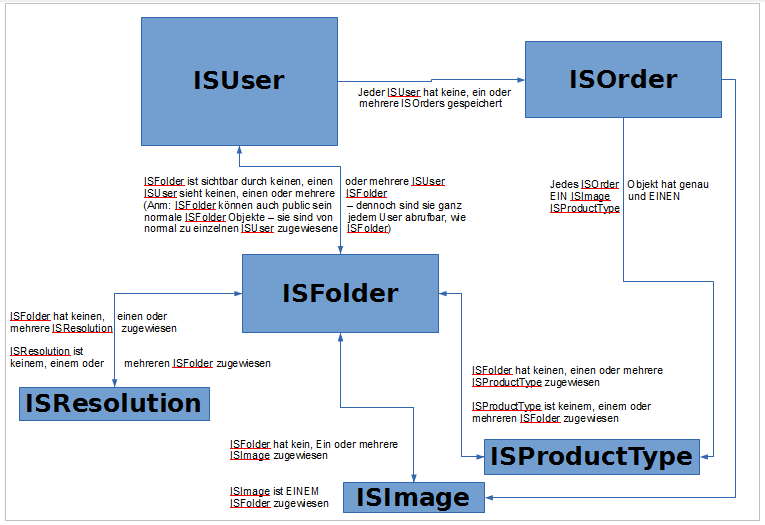 ISUser
ISOrder
Jeder ISUser hat keine, ein oder
mehrere ISOrders gespeichert
ISFolder ist sichtbar durch keinen, einen oder mehrere ISUser
ISUser sieht keinen, einen oder mehrere ISFolder
(Anm: ISFolder können auch public sein – dennoch sind sie ganz
normale ISFolder Objekte – sie sind von jedem User abrufbar, wie
normal zu einzelnen ISUser zugewiesene ISFolder)
Jedes ISOrder Objekt hat genau
EIN ISImage und EINEN
ISProductType
ISFolder
ISFolder hat keinen, einen oder
mehrere ISResolution zugewiesen
ISResolution ist
keinem, einem oder mehreren ISFolder zugewiesen
ISResolution
ISFolder hat keinen, einen oder mehrere
ISProductType zugewiesen
ISProductType ist keinem, einem oder
mehreren ISFolder zugewiesen
ISProductType
ISFolder hat kein, Ein oder mehrere
ISImage zugewiesen
ISImage ist EINEM
ISFolder zugewiesen
ISImage